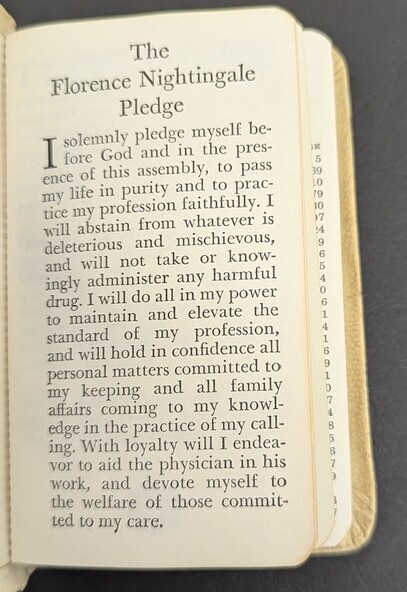 The
Florence Nightingale
Pledge
I solemnly pledge myself be-
fore God and in the pres-
ence of this assembly, to pass
my life in purity and to prac-
tice my profession faithfully. I
will abstain from whatever is
deleterious and mischievous,
and will not take or know-
ingly administer any harmful
drug. I will do all in my power
to maintain and elevate the
standard of my profession,
and will hold in confidence all
personal matters committed to
my keeping and all family
affairs coming to my knowl-
edge in the practice of my call-
ing. With loyalty will I endea-
vor to aid the physician in his
work, and devote myself to
the welfare of those commit-
ted to my care.